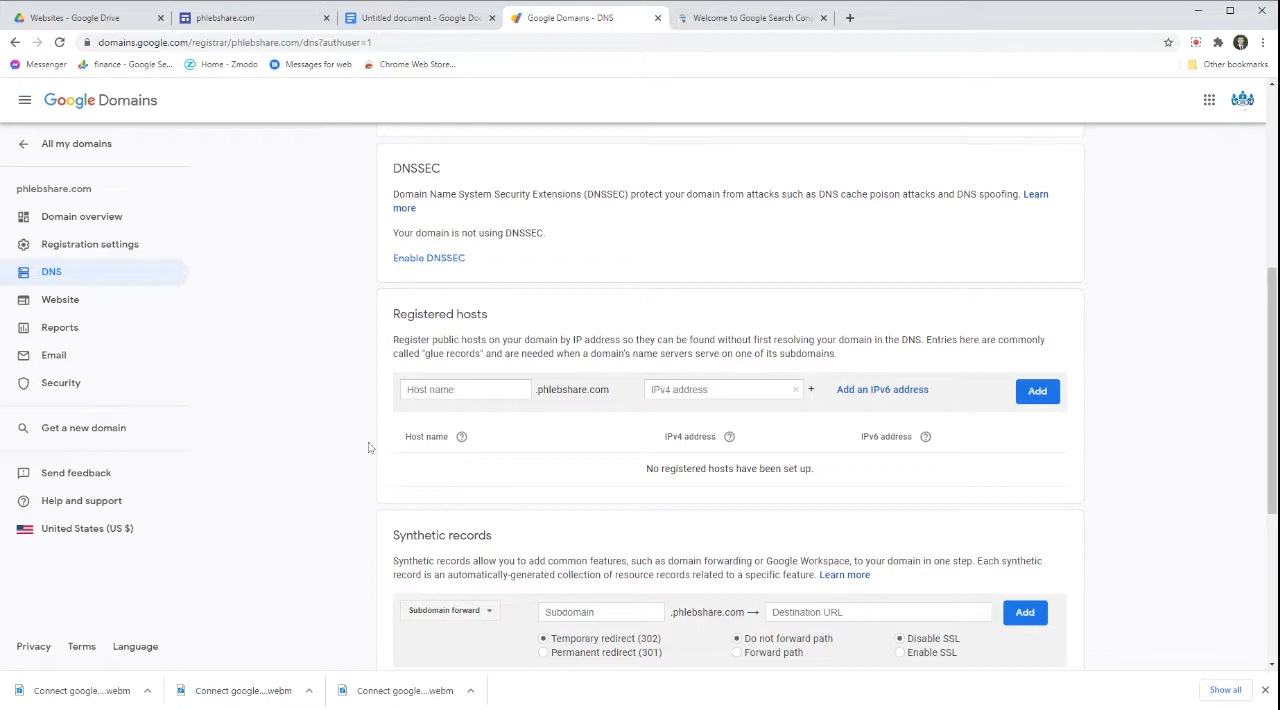 Websites - Google Drive
phlebshare.com
Untitled document - Google Doc
Google Domains - DNS
Welcome to Google Search Cons
domains.google.com/registrar/phlebshare.com/dns?authuser=1
Messenger
finance - Google Se...
Home - Zmodo
Messages for web
Chrome Web Store...
Other bookmarks
Google Domains
All my domains
phlebshare.com
Domain overview
Registration settings
DNS
Website
Reports
Email
Security
Get a new domain
Send feedback
Help and support
United States (US $)
Privacy Terms Language
DNSSEC
Domain Name System Security Extensions (DNSSEC) protect your domain from attacks such as DNS cache poison attacks and DNS spoofing. Learn
more
Your domain is not using DNSSEC.
Enable DNSSEC
Registered hosts
Register public hosts on your domain by IP address so they can be found without first resolving your domain in the DNS. Entries here are commonly
called "glue records" and are needed when a domain's name servers serve on one of its subdomains.
Host name .phlebshare.com IPv4 address × + Add an IPv6 address Add
Host name ? IPv4 address ? IPv6 address ?
No registered hosts have been set up.
Synthetic records
Synthetic records allow you to add common features, such as domain forwarding or Google Workspace, to your domain in one step. Each synthetic
record is an automatically-generated collection of resource records related to a specific feature. Learn more
Subdomain forward Subdomain .phlebshare.com → Destination URL Add
Temporary redirect (302) Do not forward path Disable SSL
Permanent redirect (301) Forward path Enable SSL
Connect google....webm
Connect google....webm
Connect google....webm
Show all